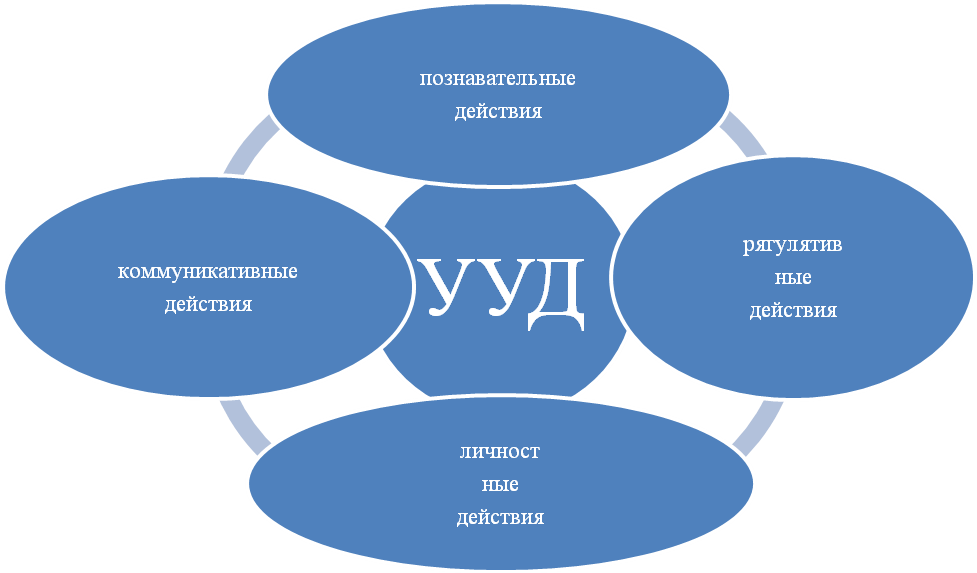 познавательные
действия
рягулятив
ные
действия
коммуникативные
действия
УУД
личност
ные
действия